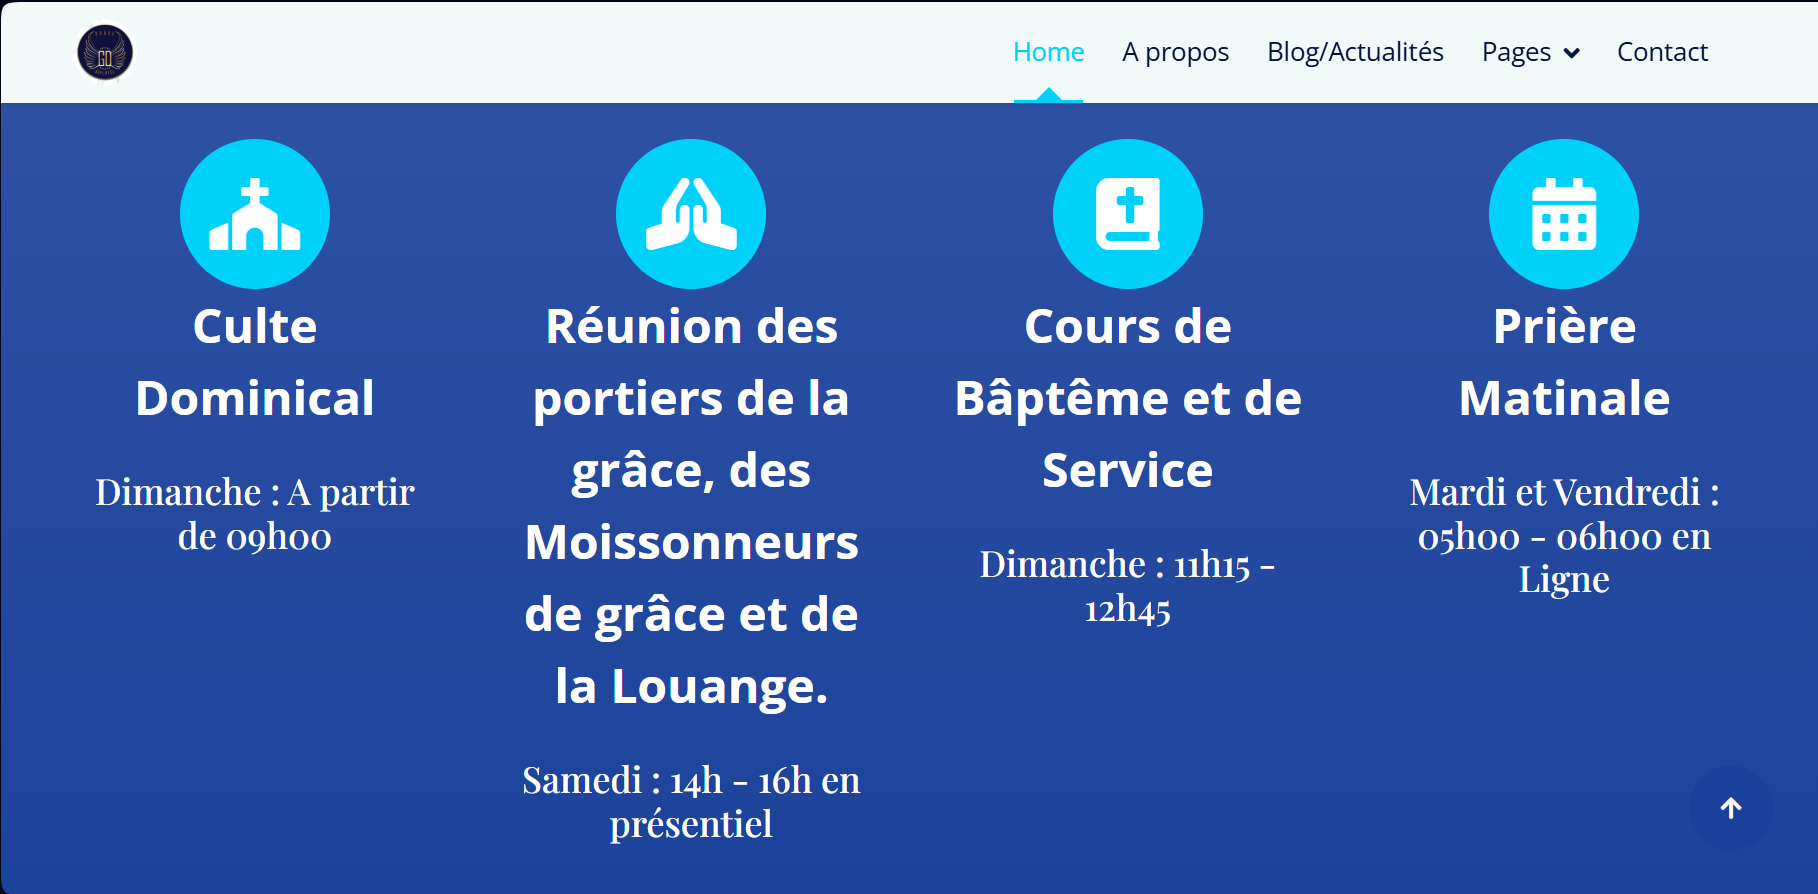 Home
A propos
Blog/Actualités
Pages
Contact
Culte
Dominical
Dimanche : A partir
de 09h00
Réunion des
portiers de la
grâce, des
Moissonneurs
de grâce et de
la Louange.
Samedi : 14h - 16h en
présentiel
Cours de
Bâptême et de
Service
Dimanche : 11h15 -
12h45
Prière
Matinale
Mardi et Vendredi :
05h00 - 06h00 en
Ligne